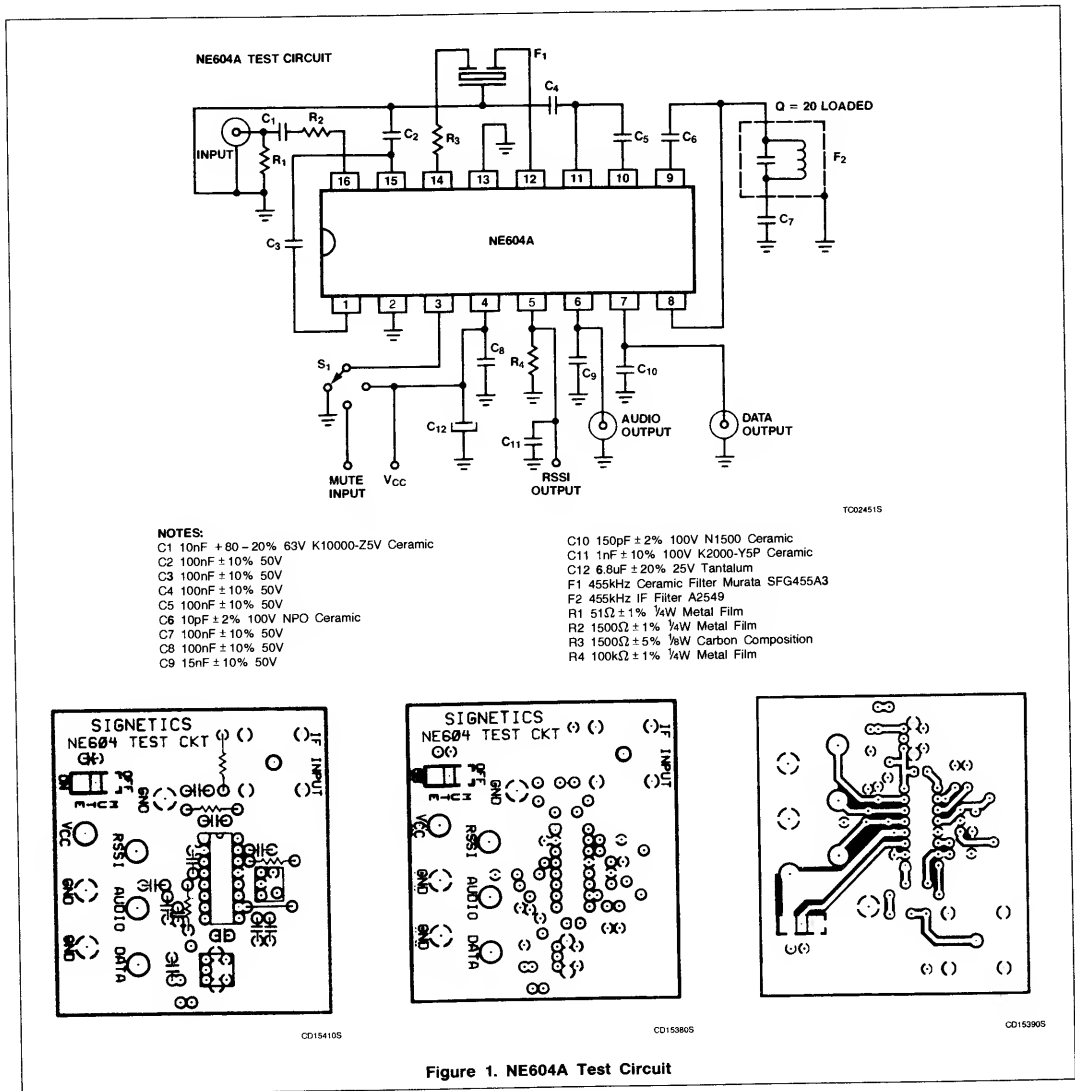 NE604A TEST CIRCUIT
F1
C4
Q = 20 LOADED
C1
R2
C2
R3
C5
C6
F2
INPUT
R1
C7
16
15
14
13
12
11
10
9
C3
NE604A
1
2
3
4
5
6
7
8
S1
C8
R4
C9
C10
C12
C11
AUDIO
OUTPUT
DATA
OUTPUT
MUTE
INPUT
VCC
RSSI
OUTPUT
TC02451S
NOTES:
C1 10nF +80 – 20% 63V K10000-Z5V Ceramic
C2 100nF ± 10% 50V
C3 100nF ± 10% 50V
C4 100nF ± 10% 50V
C5 100nF ± 10% 50V
C6 10pF ± 2% 100V NPO Ceramic
C7 100nF ± 10% 50V
C8 100nF ± 10% 50V
C9 15nF ± 10% 50V
C10 150pF ± 2% 100V N1500 Ceramic
C11 1nF ± 10% 100V K2000-Y5P Ceramic
C12 6.8uF ± 20% 25V Tantalum
F1 455kHz Ceramic Filter Murata SFG455A3
F2 455kHz IF Filter A2549
R1 51Ω ± 1% ¼W Metal Film
R2 1500Ω ± 1% ¼W Metal Film
R3 1500Ω ± 5% ⅛W Carbon Composition
R4 100kΩ ± 1% ¼W Metal Film
SIGNETICS
NE604 TEST CKT
IF INPUT
ON
OFF
MUTE
GND
VCC
RSSI
GND
AUDIO
GND
DATA
CD15410S
SIGNETICS
NE604 TEST CKT
IF INPUT
OFF
MUTE
GND
VCC
RSSI
GND
AUDIO
GND
DATA
CD15380S
CD15390S
Figure 1. NE604A Test Circuit